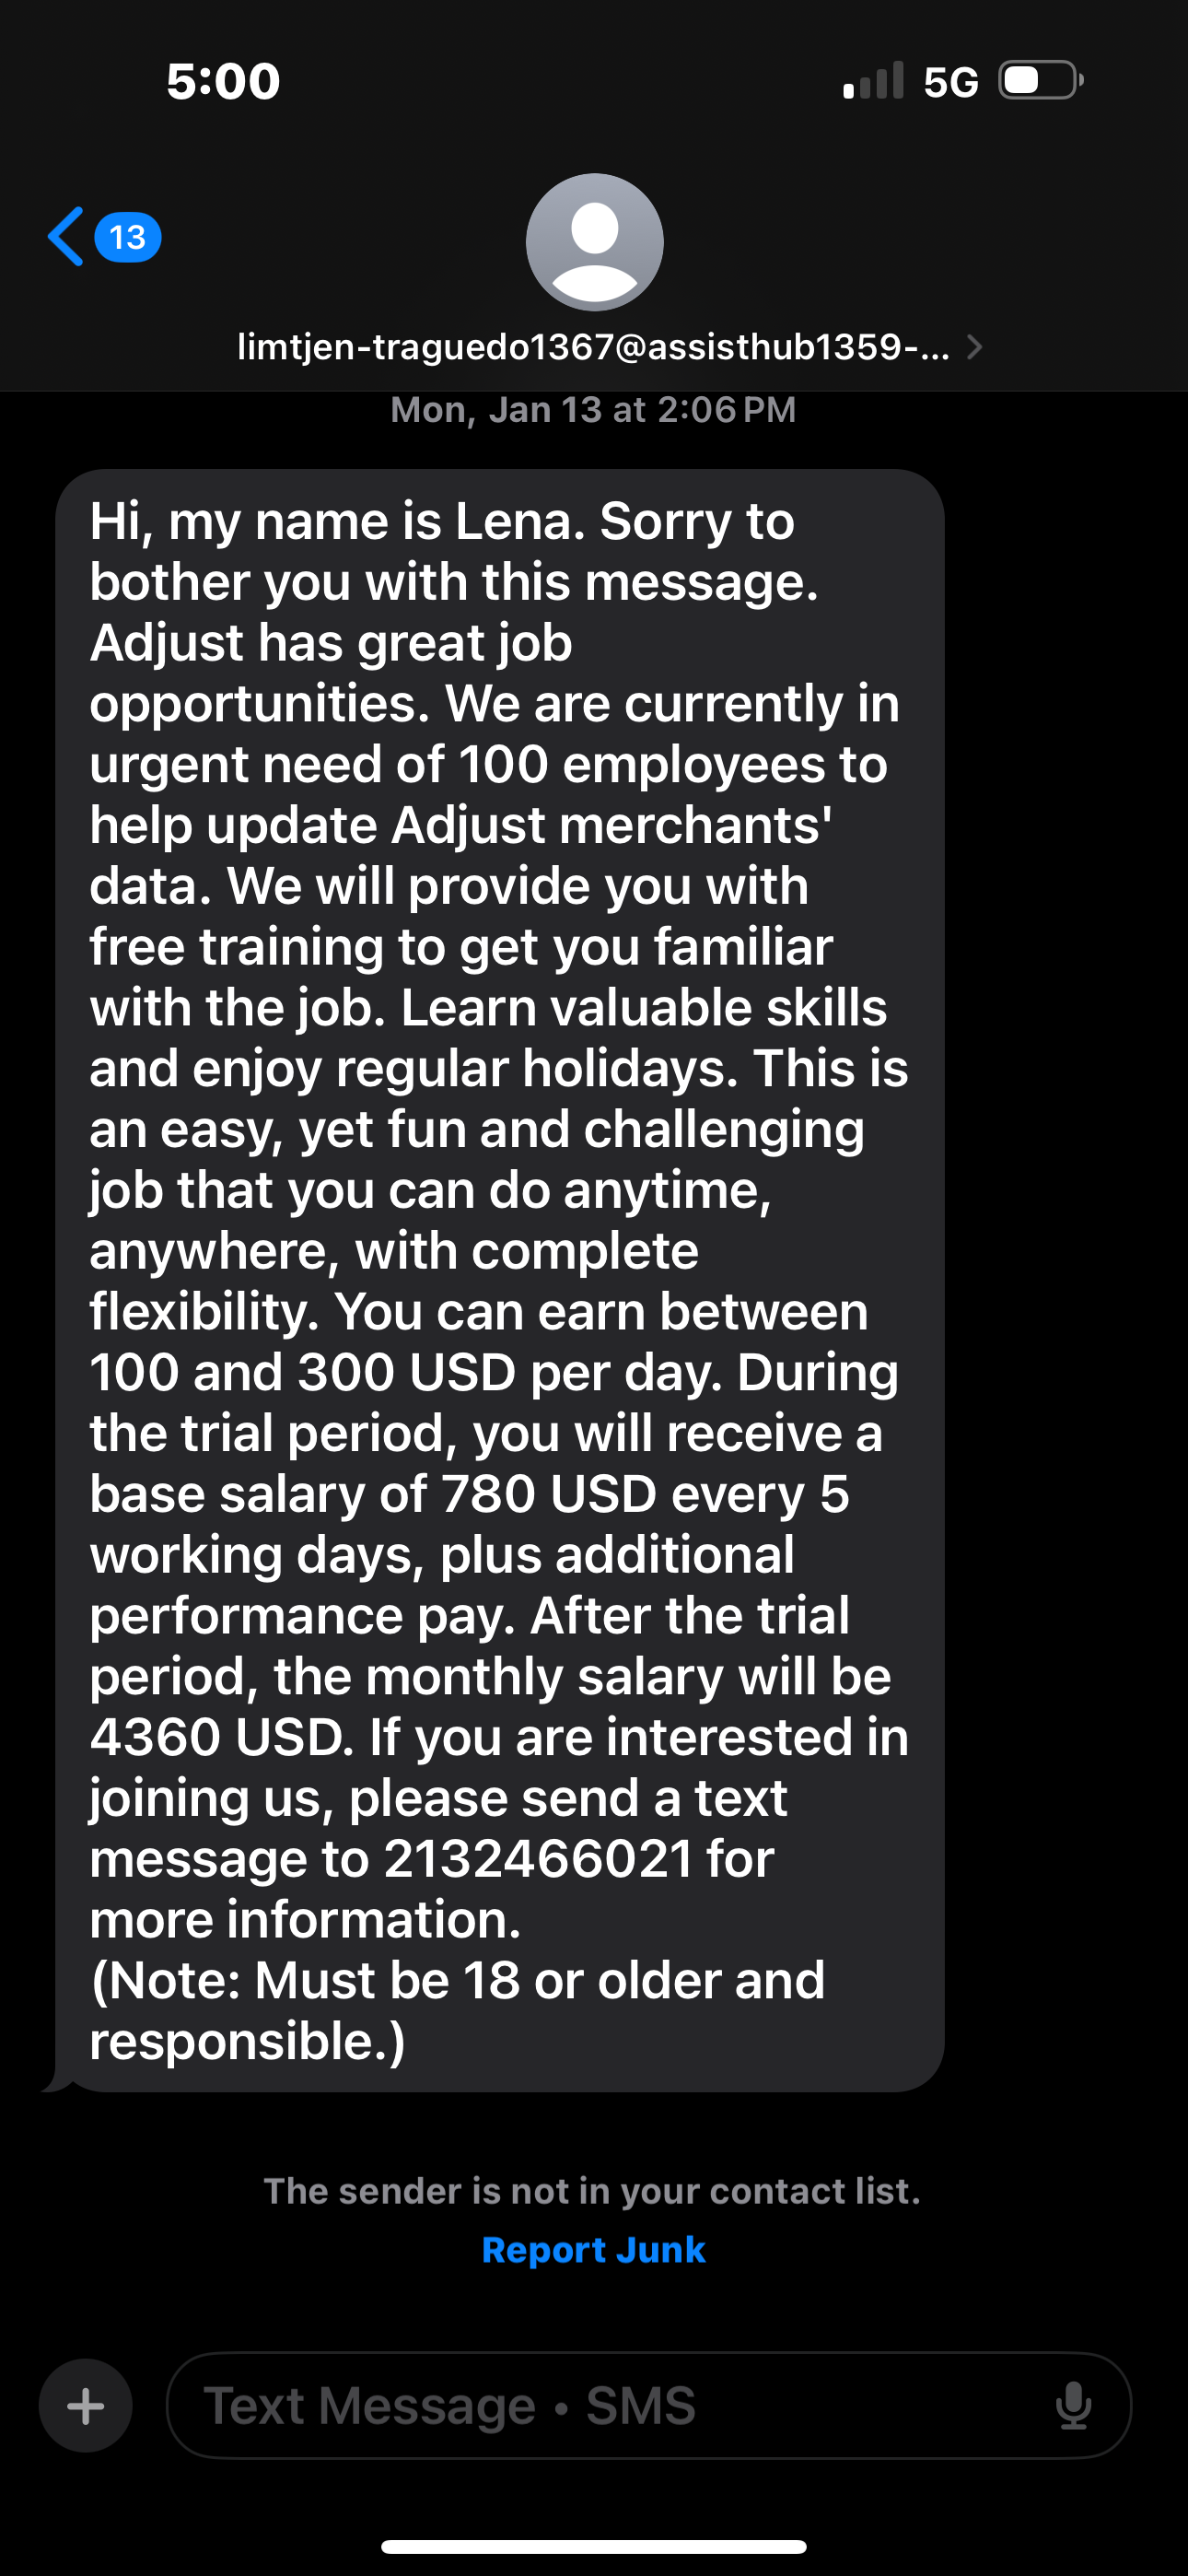 5:00
5G
13
limtjen-traguedo1367@assisthub1359-...
Mon, Jan 13 at 2:06 PM
Hi, my name is Lena. Sorry to
bother you with this message.
Adjust has great job
opportunities. We are currently in
urgent need of 100 employees to
help update Adjust merchants'
data. We will provide you with
free training to get you familiar
with the job. Learn valuable skills
and enjoy regular holidays. This is
an easy, yet fun and challenging
job that you can do anytime,
anywhere, with complete
flexibility. You can earn between
100 and 300 USD per day. During
the trial period, you will receive a
base salary of 780 USD every 5
working days, plus additional
performance pay. After the trial
period, the monthly salary will be
4360 USD. If you are interested in
joining us, please send a text
message to 2132466021 for
more information.
(Note: Must be 18 or older and
responsible.)
The sender is not in your contact list.
Report Junk
Text Message • SMS